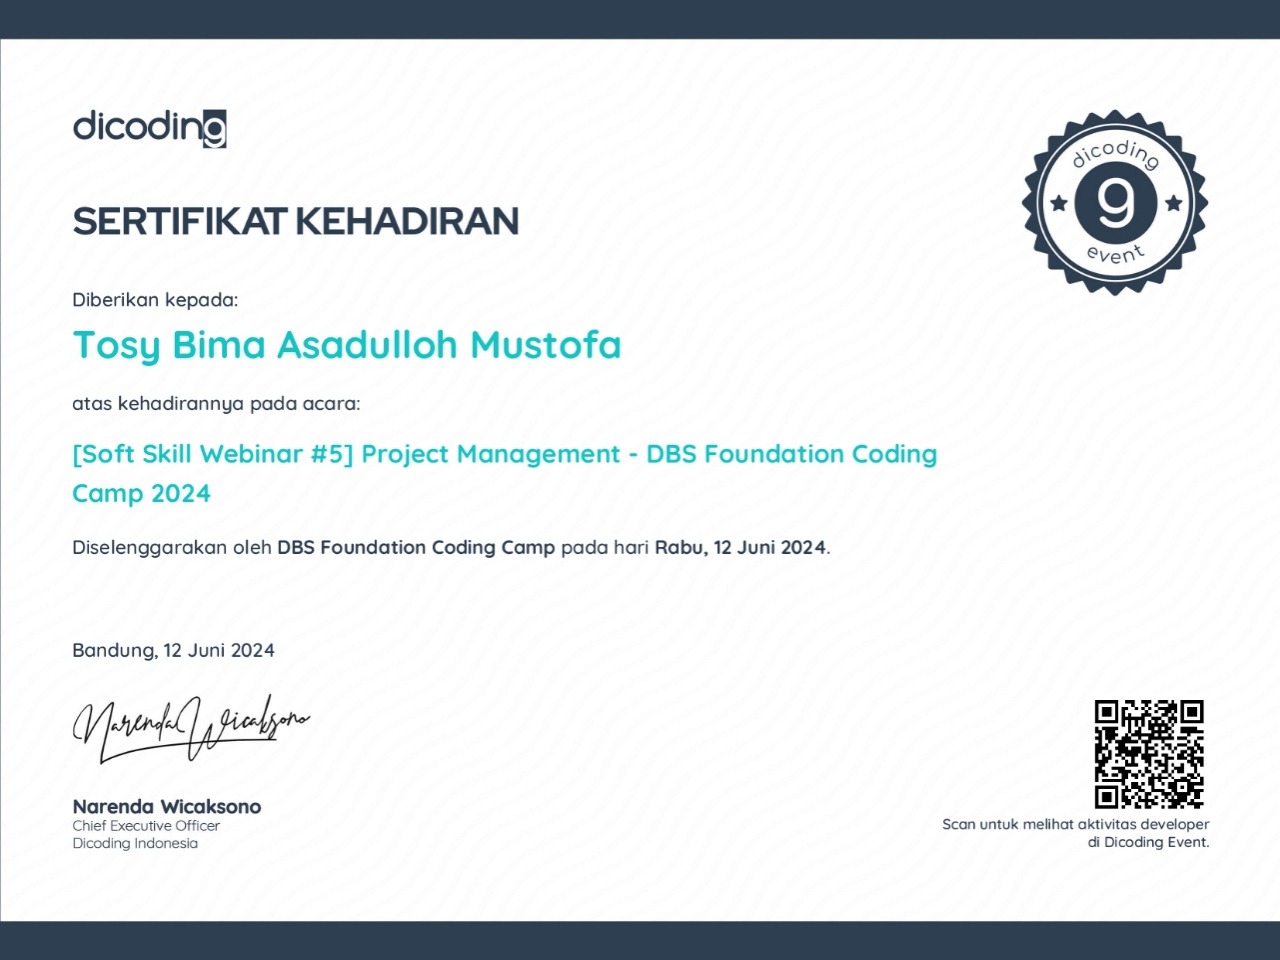 dicoding
SERTIFIKAT KEHADIRAN
dicoding
g
event
Diberikan kepada:
Tosy Bima Asadulloh Mustofa
atas kehadirannya pada acara:
[Soft Skill Webinar #5] Project Management - DBS Foundation Coding
Camp 2024
Diselenggarakan oleh DBS Foundation Coding Camp pada hari Rabu, 12 Juni 2024.
Bandung, 12 Juni 2024
Narenda Wicaksono
Narenda Wicaksono
Chief Executive Officer
Dicoding Indonesia
Scan untuk melihat aktivitas developer
di Dicoding Event.